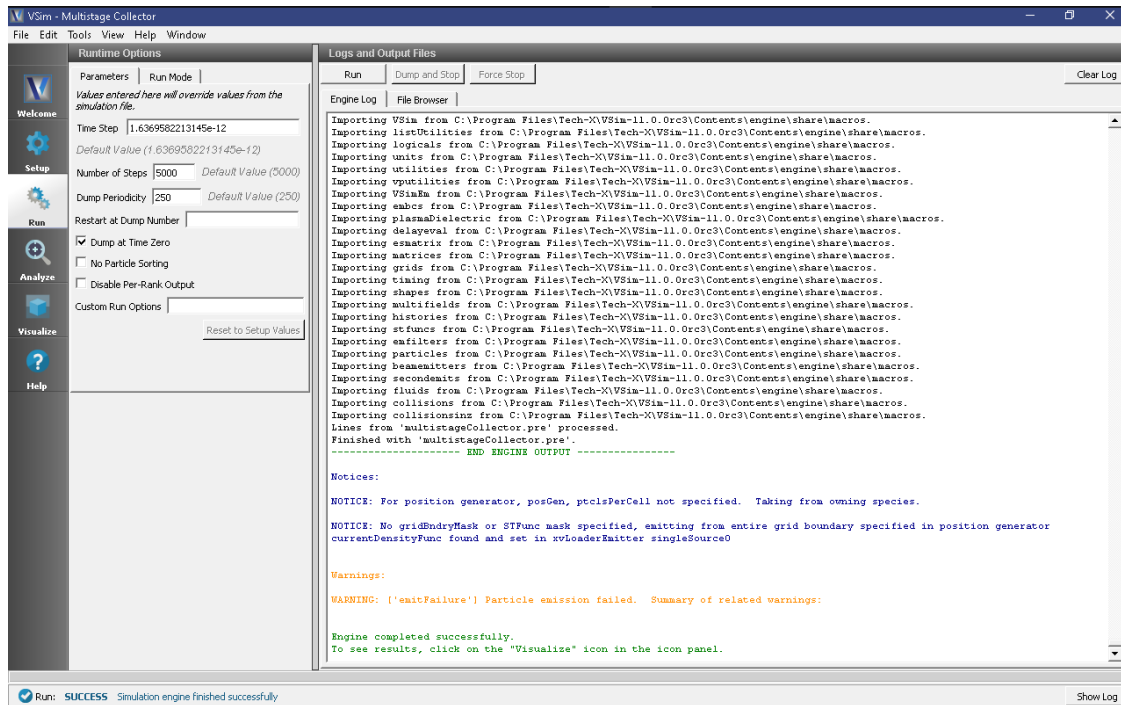 VSim - Multistage Collector
File Edit Tools View Help Window
Runtime Options
Logs and Output Files
Welcome
Setup
Run
Analyze
Visualize
Help
Parameters
Run Mode
Values entered here will override values from the
simulation file.
Time Step 1.6369582213145e-12
Default Value (1.6369582213145e-12)
Number of Steps 5000 Default Value (5000)
Dump Periodicity 250 Default Value (250)
Restart at Dump Number
Dump at Time Zero
No Particle Sorting
Disable Per-Rank Output
Custom Run Options
Reset to Setup Values
Run Dump and Stop Force Stop Clear Log
Engine Log File Browser
Importing VSim from C:\Program Files\Tech-X\VSim-11.0.0rc3\Contents\engine\share\macros.
Importing listUtilities from C:\Program Files\Tech-X\VSim-11.0.0rc3\Contents\engine\share\macros.
Importing logicals from C:\Program Files\Tech-X\VSim-11.0.0rc3\Contents\engine\share\macros.
Importing units from C:\Program Files\Tech-X\VSim-11.0.0rc3\Contents\engine\share\macros.
Importing utilities from C:\Program Files\Tech-X\VSim-11.0.0rc3\Contents\engine\share\macros.
Importing vputilities from C:\Program Files\Tech-X\VSim-11.0.0rc3\Contents\engine\share\macros.
Importing VSimEm from C:\Program Files\Tech-X\VSim-11.0.0rc3\Contents\engine\share\macros.
Importing embcs from C:\Program Files\Tech-X\VSim-11.0.0rc3\Contents\engine\share\macros.
Importing plasmaDielectric from C:\Program Files\Tech-X\VSim-11.0.0rc3\Contents\engine\share\macros.
Importing delayeval from C:\Program Files\Tech-X\VSim-11.0.0rc3\Contents\engine\share\macros.
Importing esmatrix from C:\Program Files\Tech-X\VSim-11.0.0rc3\Contents\engine\share\macros.
Importing matrices from C:\Program Files\Tech-X\VSim-11.0.0rc3\Contents\engine\share\macros.
Importing grids from C:\Program Files\Tech-X\VSim-11.0.0rc3\Contents\engine\share\macros.
Importing timing from C:\Program Files\Tech-X\VSim-11.0.0rc3\Contents\engine\share\macros.
Importing shapes from C:\Program Files\Tech-X\VSim-11.0.0rc3\Contents\engine\share\macros.
Importing multifields from C:\Program Files\Tech-X\VSim-11.0.0rc3\Contents\engine\share\macros.
Importing histories from C:\Program Files\Tech-X\VSim-11.0.0rc3\Contents\engine\share\macros.
Importing stfuncs from C:\Program Files\Tech-X\VSim-11.0.0rc3\Contents\engine\share\macros.
Importing emfilters from C:\Program Files\Tech-X\VSim-11.0.0rc3\Contents\engine\share\macros.
Importing particles from C:\Program Files\Tech-X\VSim-11.0.0rc3\Contents\engine\share\macros.
Importing beamemitters from C:\Program Files\Tech-X\VSim-11.0.0rc3\Contents\engine\share\macros.
Importing secondemits from C:\Program Files\Tech-X\VSim-11.0.0rc3\Contents\engine\share\macros.
Importing fluids from C:\Program Files\Tech-X\VSim-11.0.0rc3\Contents\engine\share\macros.
Importing collisions from C:\Program Files\Tech-X\VSim-11.0.0rc3\Contents\engine\share\macros.
Importing collisionsinz from C:\Program Files\Tech-X\VSim-11.0.0rc3\Contents\engine\share\macros.
Lines from 'multistageCollector.pre' processed.
Finished with 'multistageCollector.pre'.
--------------------- END ENGINE OUTPUT ----------------
Notices:
NOTICE: For position generator, posGen, ptclsPerCell not specified. Taking from owning species.
NOTICE: No gridBndryMask or STFunc mask specified, emitting from entire grid boundary specified in position generator
currentDensityFunc found and set in xvLoaderEmitter singleSource0
Warnings:
WARNING: ['emitFailure'] Particle emission failed. Summary of related warnings:
Engine completed successfully.
To see results, click on the "Visualize" icon in the icon panel.
Run: SUCCESS Simulation engine finished successfully
Show Log